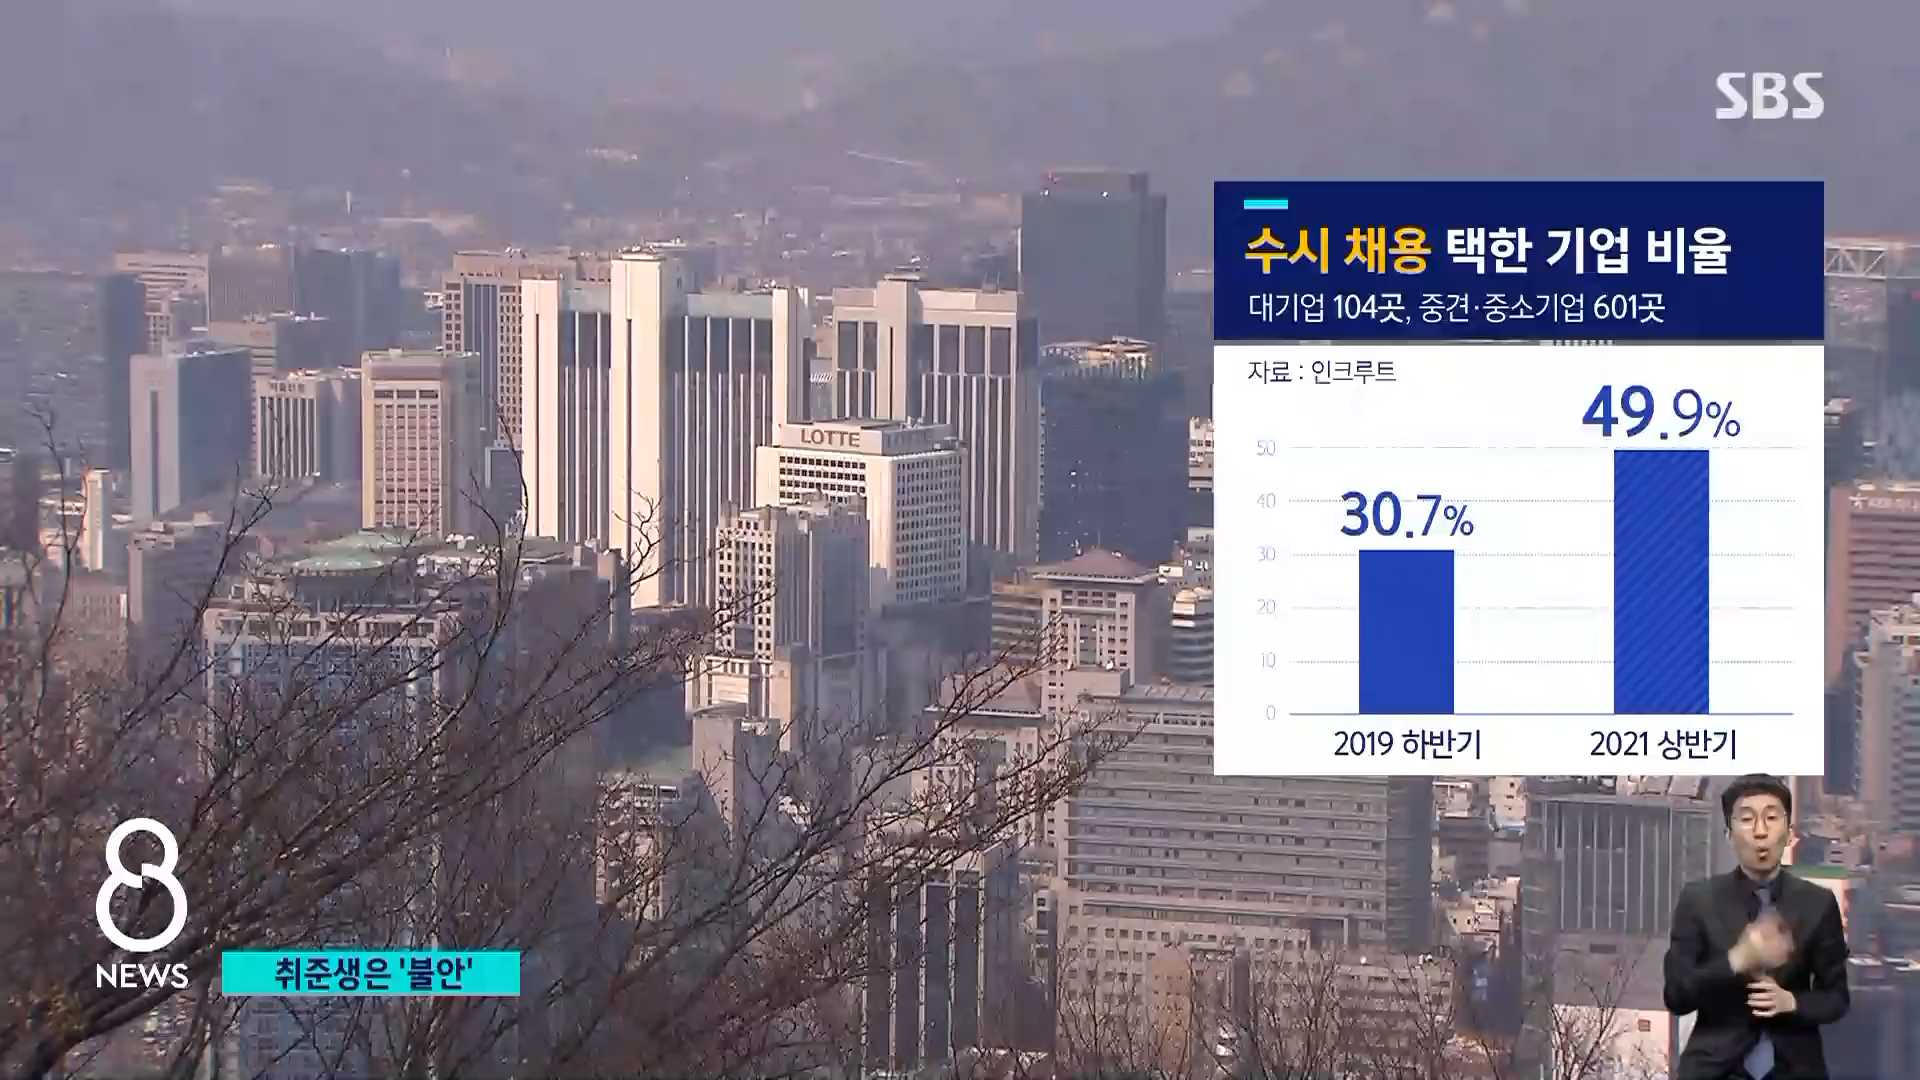 SBS
수시 채용 택한 기업 비율
대기업 104곳, 중견·중소기업 601곳
자료 : 인크루트
49.9%
50
40
30.7%
30
20
10
0
2019 하반기
2021 상반기
LOTTE
8
NEWS
취준생은 '불안'